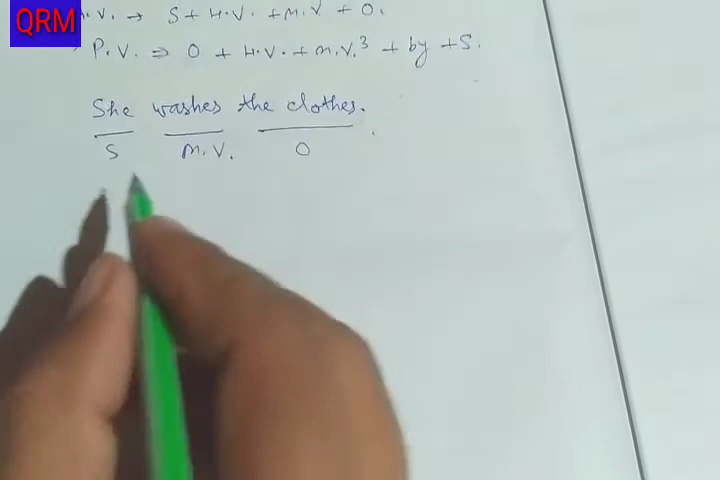 QRM
.V. → S + H.V. + M.V + O.
P.V. ⇒ O + H.V. + M.V.³ + by + S.
She washes the clothes.
S M.V. O